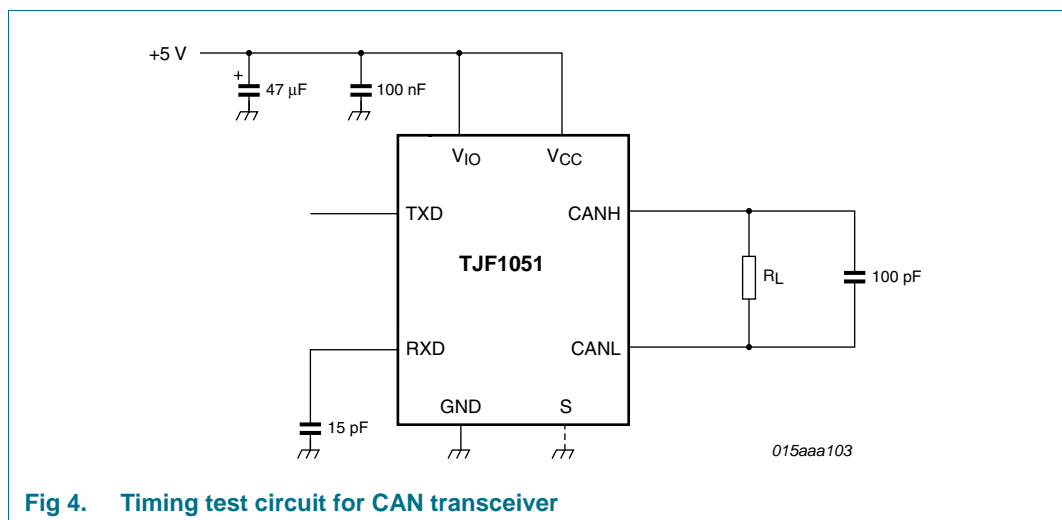 +5 V
+
47 μF
100 nF
VIO
VCC
TXD
CANH
TJF1051
RL
100 pF
RXD
CANL
GND
S
15 pF
015aaa103
Fig 4. Timing test circuit for CAN transceiver